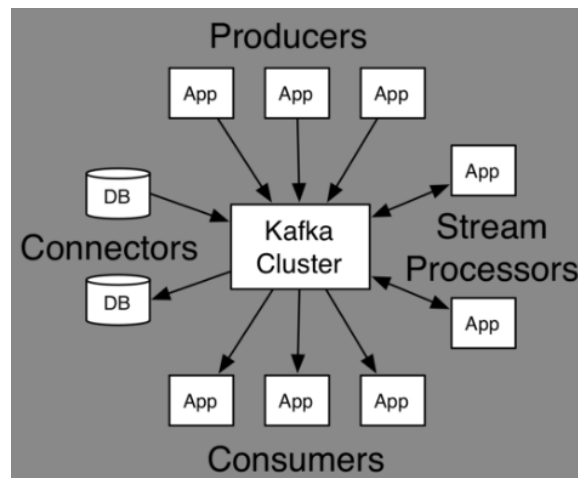 Producers
App
App
App
DB
App
Kafka
Cluster
Connectors
Stream
Processors
DB
App
App
App
App
Consumers